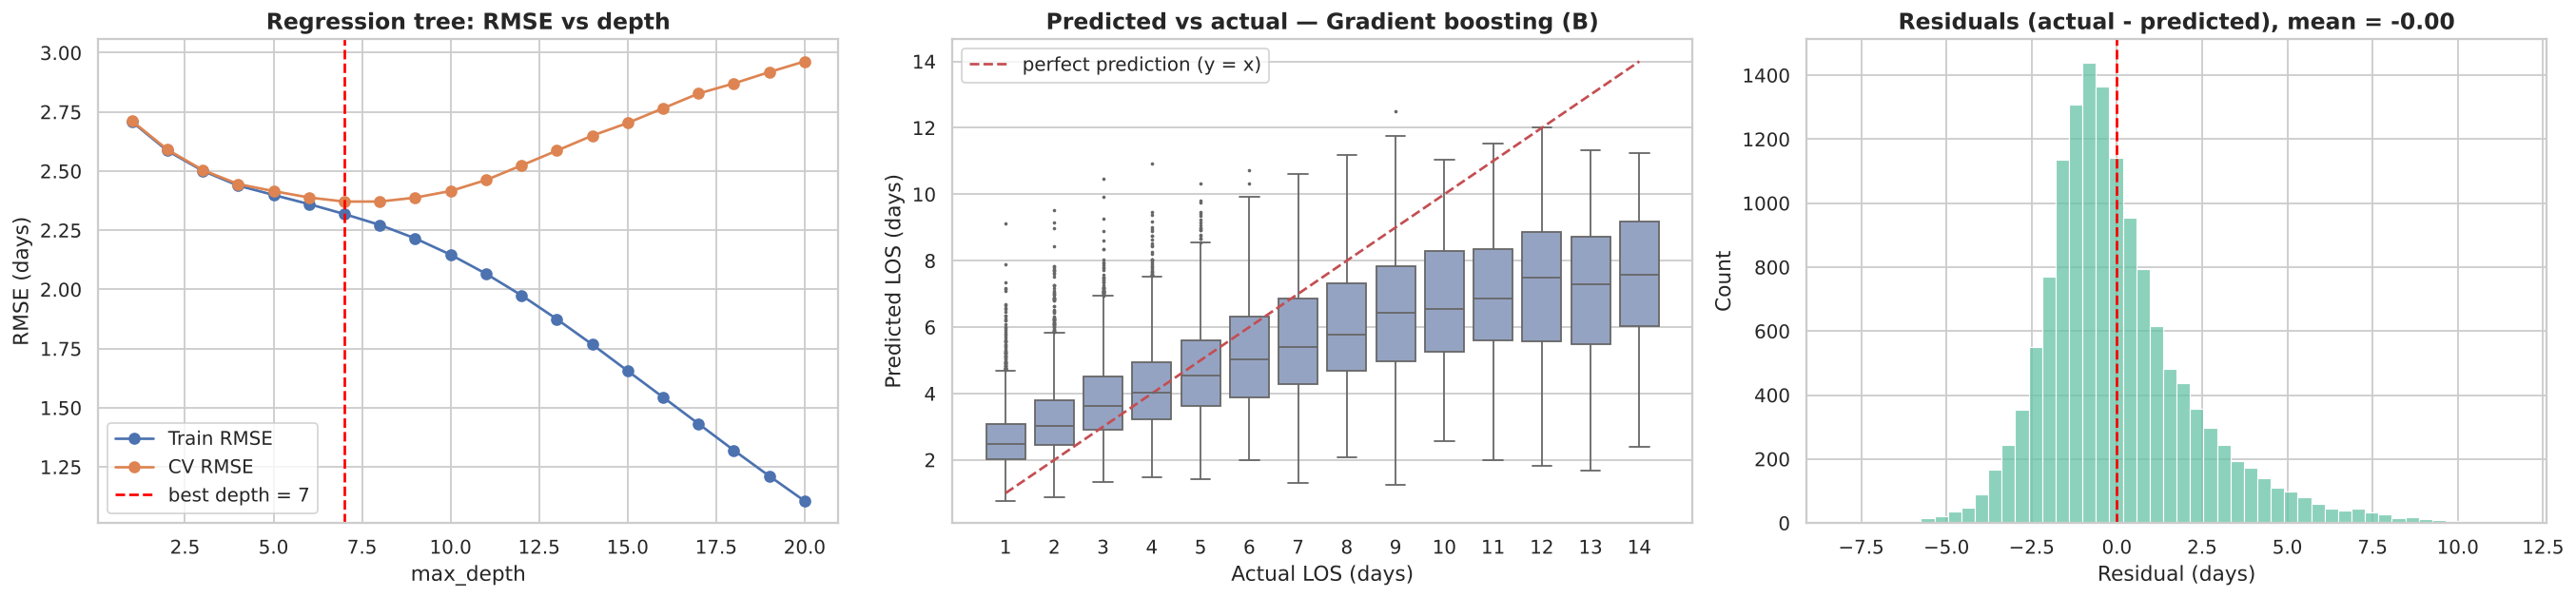 Regression tree: RMSE vs depth
3.00
2.75
2.50
2.25
2.00
1.75
1.50
1.25
RMSE (days)
Train RMSE
CV RMSE
best depth = 7
2.5 5.0 7.5 10.0 12.5 15.0 17.5 20.0
max_depth
Predicted vs actual — Gradient boosting (B)
perfect prediction (y = x)
14
12
10
8
6
4
2
Predicted LOS (days)
1 2 3 4 5 6 7 8 9 10 11 12 13 14
Actual LOS (days)
Residuals (actual - predicted), mean = -0.00
1400
1200
1000
800
600
400
200
0
Count
−7.5 −5.0 −2.5 0.0 2.5 5.0 7.5 10.0 12.5
Residual (days)